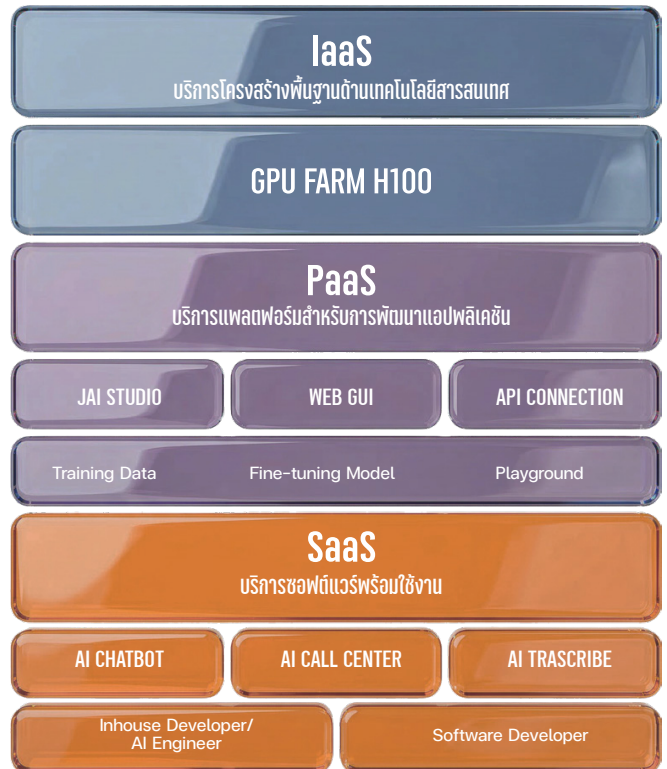 IaaS
บริการโครงสร้างพื้นฐานด้านเทคโนโลยีสารสนเทศ
GPU FARM H100
PaaS
บริการแพลตฟอร์มสำหรับการพัฒนาแอปพลิเคชัน
JAI STUDIO
WEB GUI
API CONNECTION
Training Data
Fine-tuning Model
Playground
SaaS
บริการซอฟต์แวร์พร้อมใช้งาน
AI CHATBOT
AI CALL CENTER
AI TRASCRIBE
Inhouse Developer/
AI Engineer
Software Developer